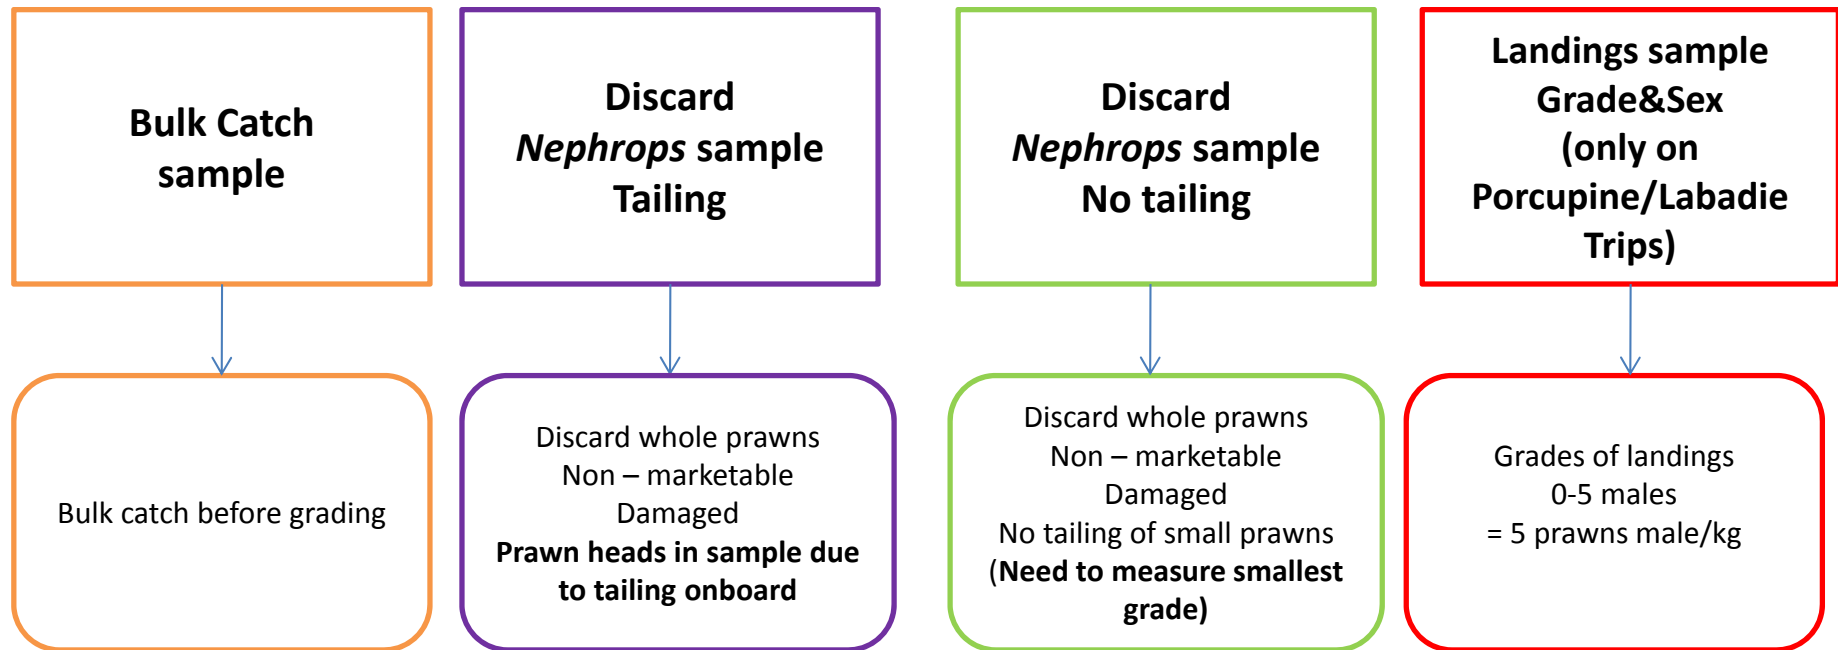 Bulk Catch
sample
Discard
Nephrops sample
Tailing
Discard
Nephrops sample
No tailing
Landings sample
Grade&Sex
(only on
Porcupine/Labadie
Trips)
Bulk catch before grading
Discard whole prawns
Non – marketable
Damaged
Prawn heads in sample due
to tailing onboard
Discard whole prawns
Non – marketable
Damaged
No tailing of small prawns
(Need to measure smallest
grade)
Grades of landings
0-5 males
= 5 prawns male/kg